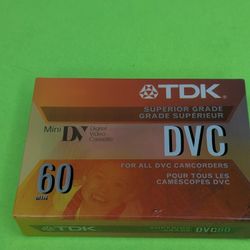 TDK
SUPERIOR GRADE
GRADE SUPÉRIEUR
Mini DV Digital Video Cassette
DVC
FOR ALL DVC CAMCORDERS
60 MIN
POUR TOUS LES
CAMÉSCOPES DVC
TDK
DVC60